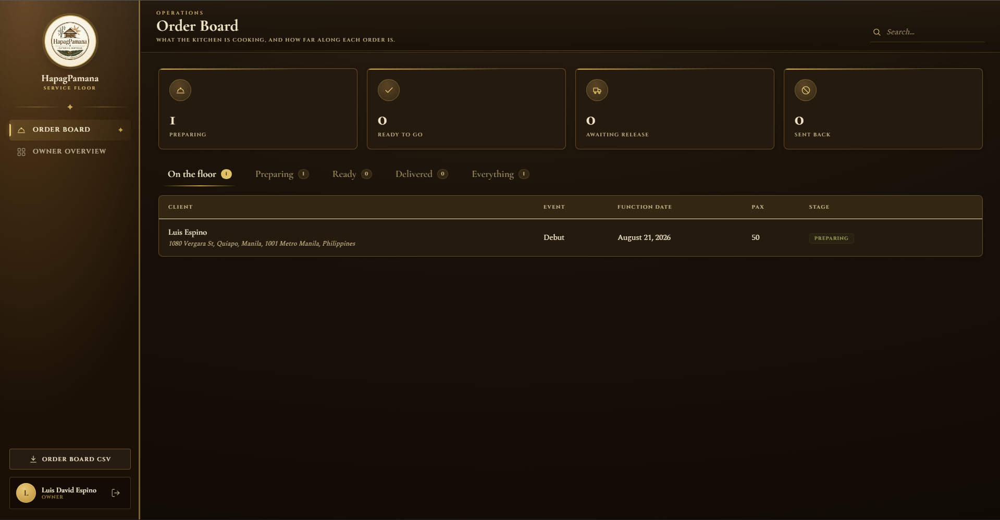 HapagPamana
CATERING SERVICES
HapagPamana
SERVICE FLOOR
ORDER BOARD
OWNER OVERVIEW
ORDER BOARD CSV
L
Luis David Espino
OWNER
OPERATIONS
Order Board
WHAT THE KITCHEN IS COOKING, AND HOW FAR ALONG EACH ORDER IS.
Search...
1
PREPARING
0
READY TO GO
0
AWAITING RELEASE
0
SENT BACK
On the floor 1 Preparing 1 Ready 0 Delivered 0 Everything 1
CLIENT EVENT FUNCTION DATE PAX STAGE
Luis Espino
1080 Vergara St, Quiapo, Manila, 1001 Metro Manila, Philippines
Debut August 21, 2026 50 PREPARING